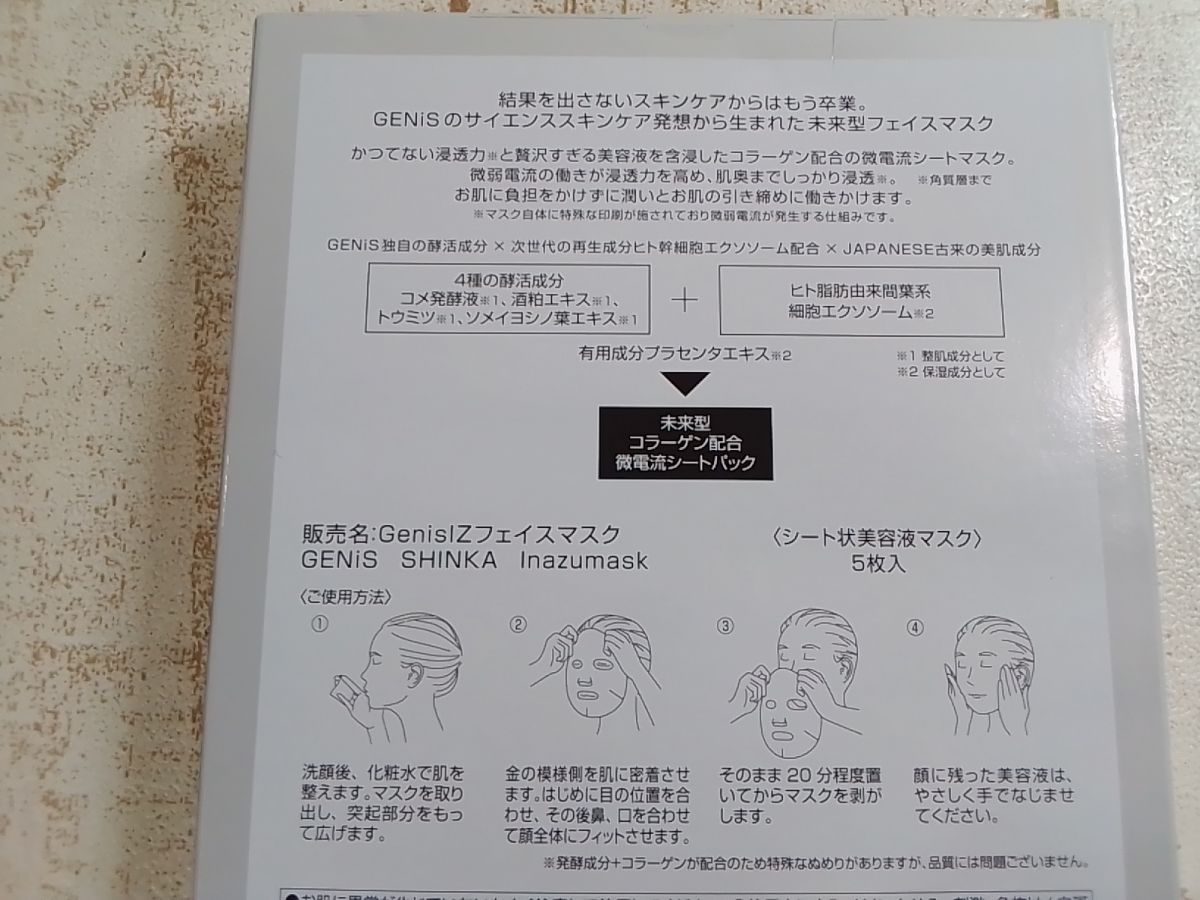 結果を出さないスキンケアからはもう卒業。
GENiSのサイエンススキンケア発想から生まれた未来型フェイスマスク
かつてない浸透力※と贅沢すぎる美容液を含浸したコラーゲン配合の微電流シートマスク。
微弱電流の働きが浸透力を高め、肌奥までしっかり浸透※。 ※角質層まで
お肌に負担をかけずに潤いとお肌の引き締めに働きかけます。
※マスク自体に特殊な印刷が施されており微弱電流が発生する仕組みです。
GENiS独自の酵活成分 × 次世代の再生成分ヒト幹細胞エクソソーム配合 × JAPANESE古来の美肌成分
4種の酵活成分
コメ発酵液※1、酒粕エキス※1、
トウミツ※1、ソメイヨシノ葉エキス※1
+
ヒト脂肪由来間葉系
細胞エクソソーム※2
有用成分プラセンタエキス※2
※1 整肌成分として
※2 保湿成分として
未来型
コラーゲン配合
微電流シートパック
販売名:GenisIZフェイスマスク
GENiS SHINKA Inazumask
〈シート状美容液マスク〉
5枚入
〈ご使用方法〉
①
②
③
④
洗顔後、化粧水で肌を
整えます。マスクを取り
出し、突起部分をもっ
て広げます。
金の模様側を肌に密着させ
ます。はじめに目の位置を合
わせ、その後鼻、口を合わせ
て顔全体にフィットさせます。
そのまま20分程度置
いてからマスクを剥が
します。
顔に残った美容液は、
やさしく手でなじませ
てください。
※発酵成分+コラーゲンが配合のため特殊なぬめりがありますが、品質には問題ございません。